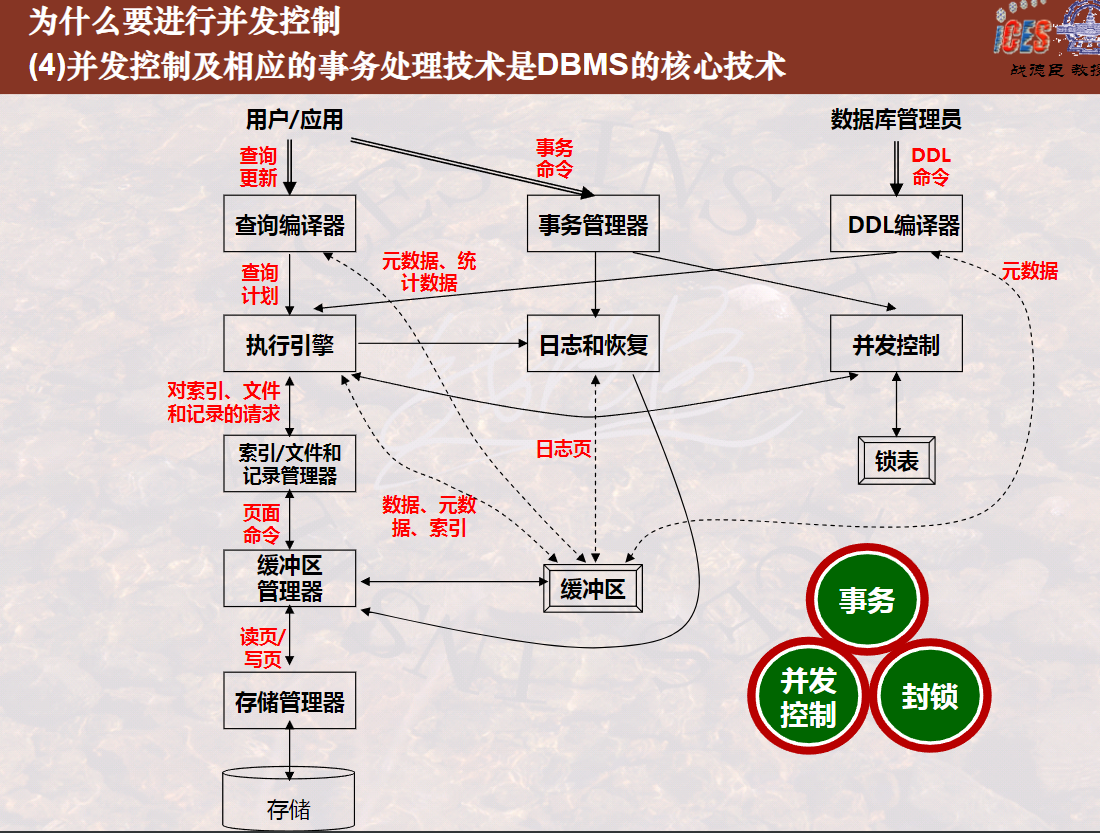 为什么要进行并发控制
(4)并发控制及相应的事务处理技术是DBMS的核心技术
iCES
战德臣 教授
用户/应用
数据库管理员
查询
更新
事务
命令
DDL
命令
查询编译器
事务管理器
DDL编译器
查询
计划
元数据、统
计数据
元数据
执行引擎
日志和恢复
并发控制
对索引、文件
和记录的请求
日志页
锁表
索引/文件和
记录管理器
页面
命令
数据、元数
据、索引
缓冲区
管理器
缓冲区
事务
读页/
写页
并发
控制
封锁
存储管理器
存储